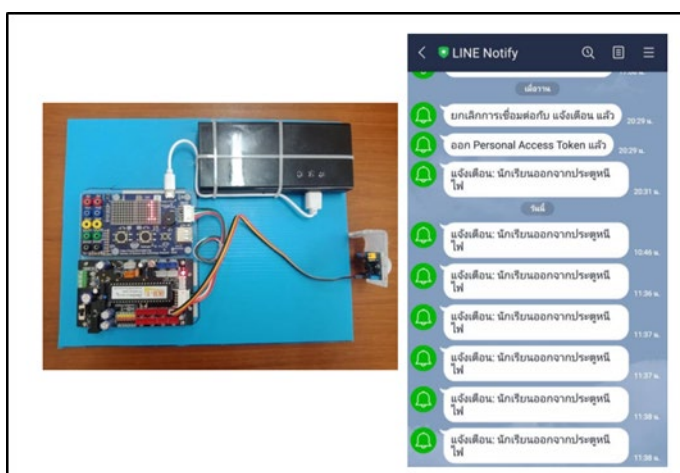 LINE Notify
เมื่อวาน
ยกเลิกการเชื่อมต่อกับ แจ้งเตือน แล้ว
20:29 น.
ออก Personal Access Token แล้ว
20:29 น.
แจ้งเตือน: นักเรียนออกจากประตูหนี
ไฟ
20:31 น.
วันนี้
แจ้งเตือน: นักเรียนออกจากประตูหนี
ไฟ
10:46 น.
แจ้งเตือน: นักเรียนออกจากประตูหนี
ไฟ
11:36 น.
แจ้งเตือน: นักเรียนออกจากประตูหนี
ไฟ
11:37 น.
แจ้งเตือน: นักเรียนออกจากประตูหนี
ไฟ
11:37 น.
แจ้งเตือน: นักเรียนออกจากประตูหนี
ไฟ
11:38 น.
แจ้งเตือน: นักเรียนออกจากประตูหนี
ไฟ
11:38 น.